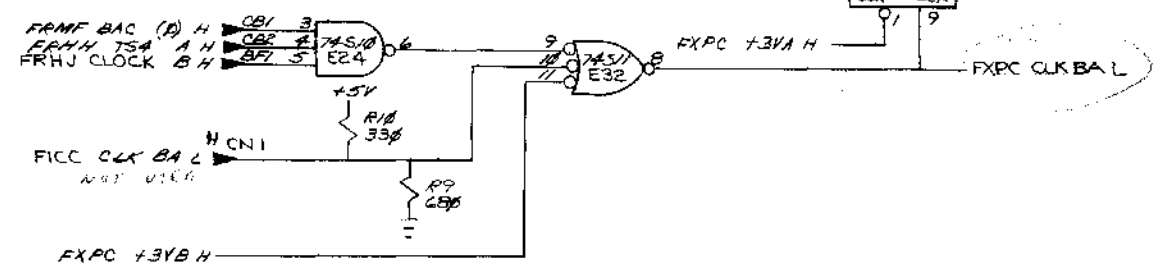 FRMF BAC (1) H CB1 3
FRHH TS4 A H CB2 4
FRHJ CLOCK B H BF1 5
74S10
E24
6
+5V
R10
330
FICC CLK BA L H CN1
NOT USED
R9
680
FXPC +3VB H
9
10
11
74S11
E32
8
FXPC +3VA H
1
9
FXPC CLK BA L